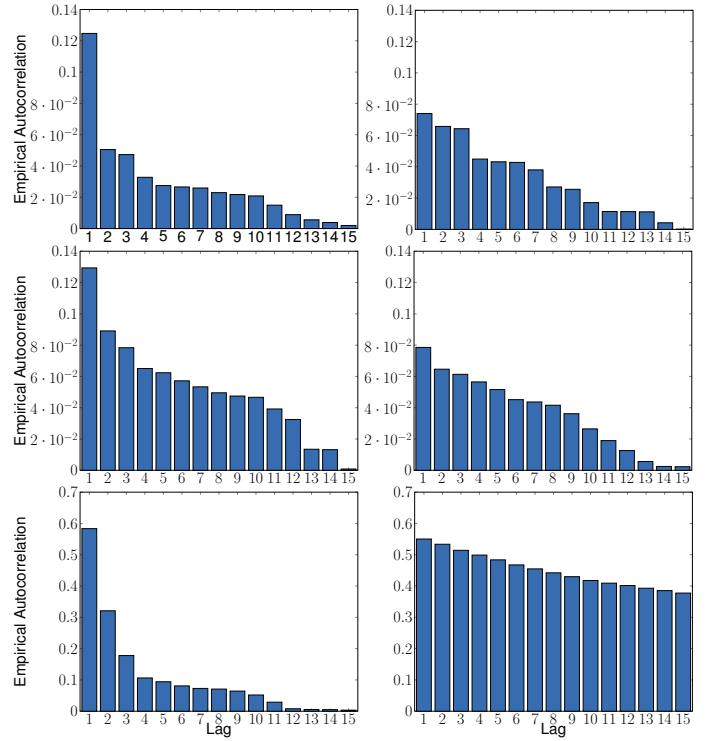 0.14 0.14
0.12 0.12
0.1 0.1
8 · 10⁻² 8 · 10⁻²
6 · 10⁻² 6 · 10⁻²
4 · 10⁻² 4 · 10⁻²
2 · 10⁻² 2 · 10⁻²
0 0
Empirical Autocorrelation
1 2 3 4 5 6 7 8 9 10 11 12 13 14 15
1 2 3 4 5 6 7 8 9 10 11 12 13 14 15
0.14 0.14
0.12 0.12
0.1 0.1
8 · 10⁻² 8 · 10⁻²
6 · 10⁻² 6 · 10⁻²
4 · 10⁻² 4 · 10⁻²
2 · 10⁻² 2 · 10⁻²
0 0
Empirical Autocorrelation
1 2 3 4 5 6 7 8 9 10 11 12 13 14 15
1 2 3 4 5 6 7 8 9 10 11 12 13 14 15
0.7 0.7
0.6 0.6
0.5 0.5
0.4 0.4
0.3 0.3
0.2 0.2
0.1 0.1
0 0
Empirical Autocorrelation
1 2 3 4 5 6 7 8 9 10 11 12 13 14 15
1 2 3 4 5 6 7 8 9 10 11 12 13 14 15
Lag
Lag